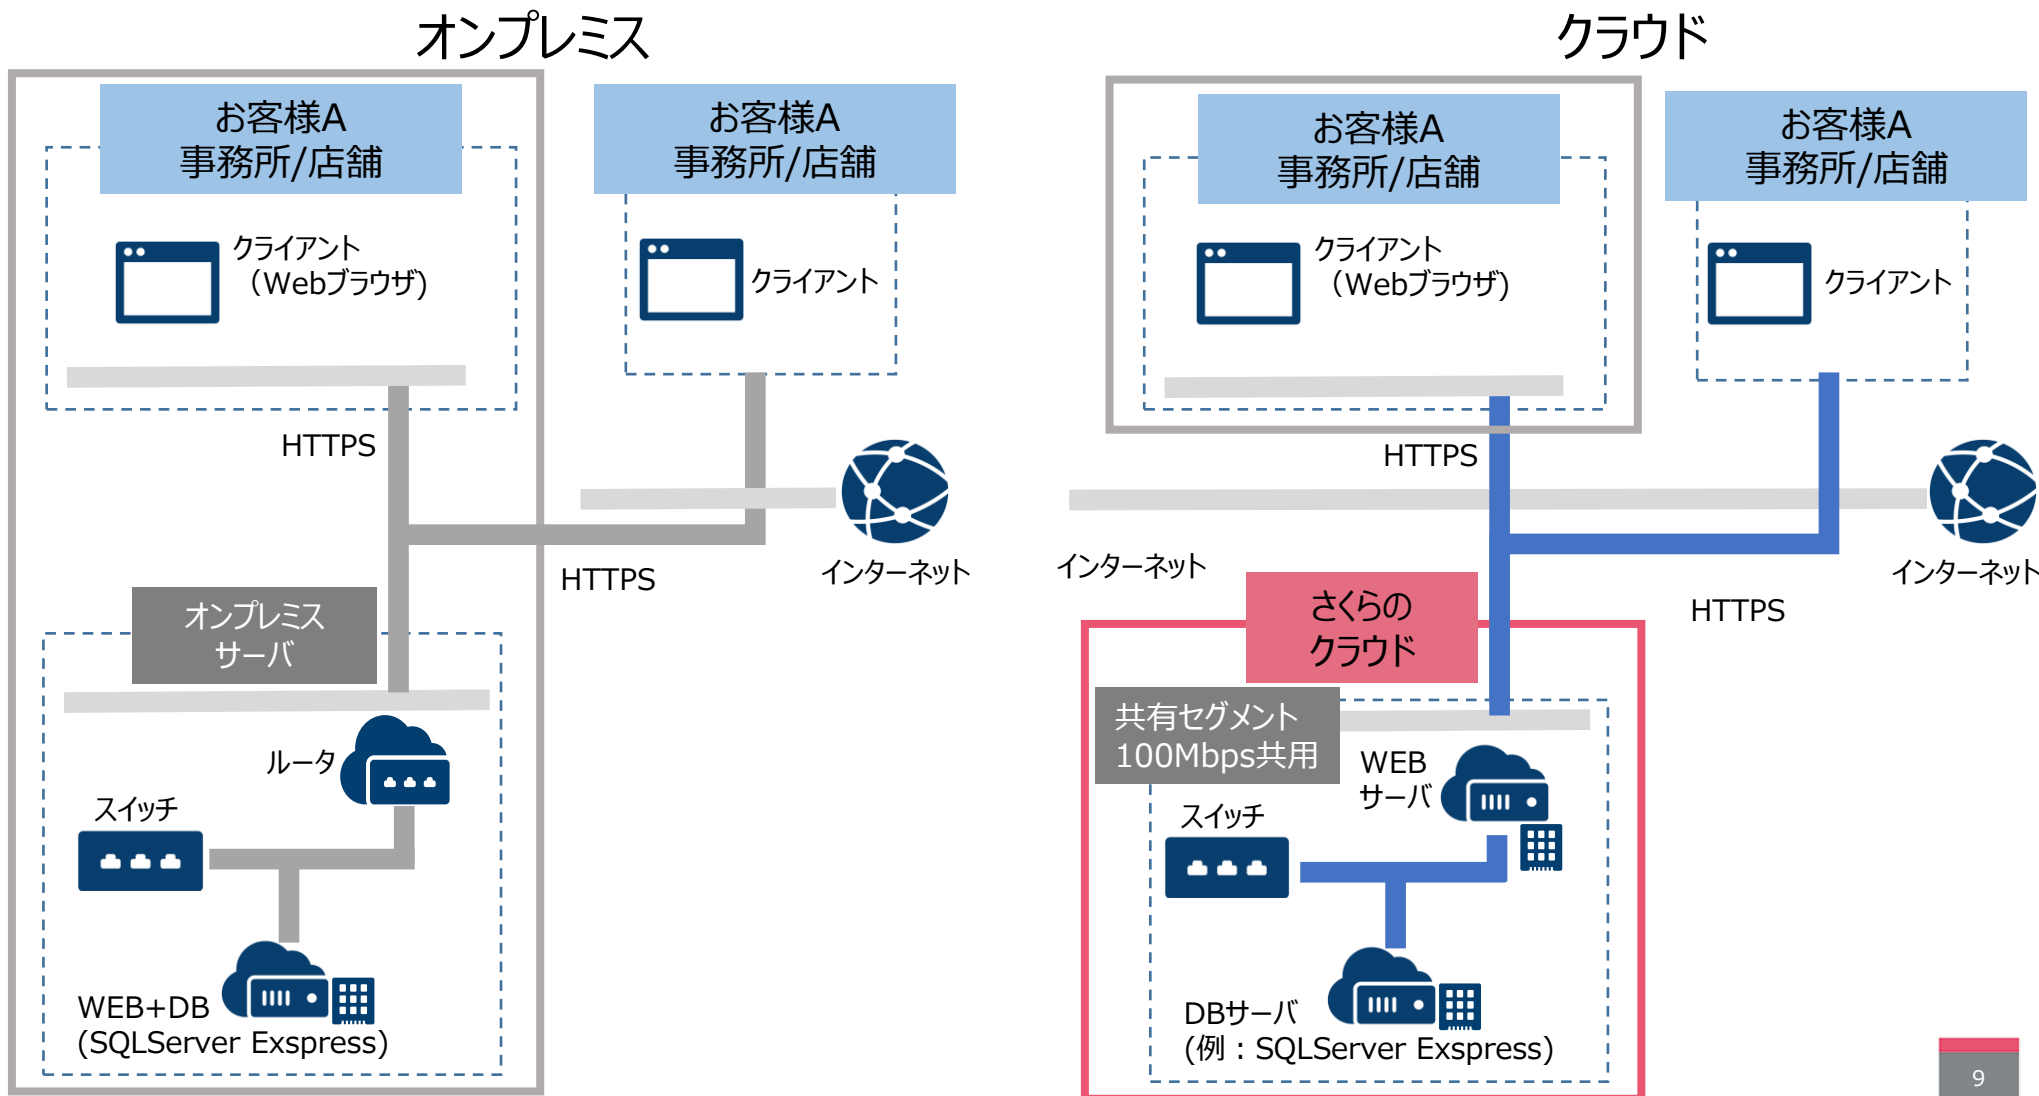 オンプレミス
お客様A
事務所/店舗
クライアント
(Webブラウザ)
HTTPS
お客様A
事務所/店舗
クライアント
HTTPS
インターネット
オンプレミス
サーバ
ルータ
スイッチ
WEB+DB
(SQLServer Exspress)
クラウド
お客様A
事務所/店舗
クライアント
(Webブラウザ)
HTTPS
お客様A
事務所/店舗
クライアント
インターネット
インターネット
HTTPS
さくらの
クラウド
共有セグメント
100Mbps共用
WEB
サーバ
スイッチ
DBサーバ
(例：SQLServer Exspress)
9